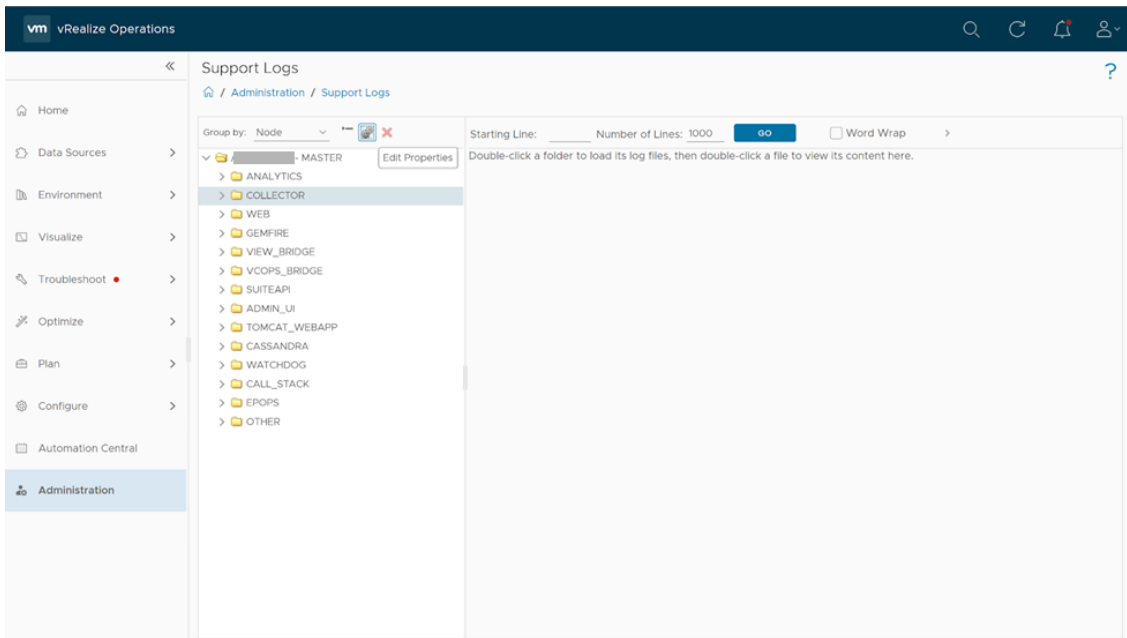 vm vRealize Operations
Support Logs
Administration / Support Logs
Home
Data Sources
Environment
Visualize
Troubleshoot
Optimize
Plan
Configure
Automation Central
Administration
Group by: Node
Edit Properties
- MASTER
ANALYTICS
COLLECTOR
WEB
GEMFIRE
VIEW_BRIDGE
VCOPS_BRIDGE
SUITEAPI
ADMIN_UI
TOMCAT_WEBAPP
CASSANDRA
WATCHDOG
CALL_STACK
EPOPS
OTHER
Starting Line: Number of Lines: 1000 GO Word Wrap
Double-click a folder to load its log files, then double-click a file to view its content here.